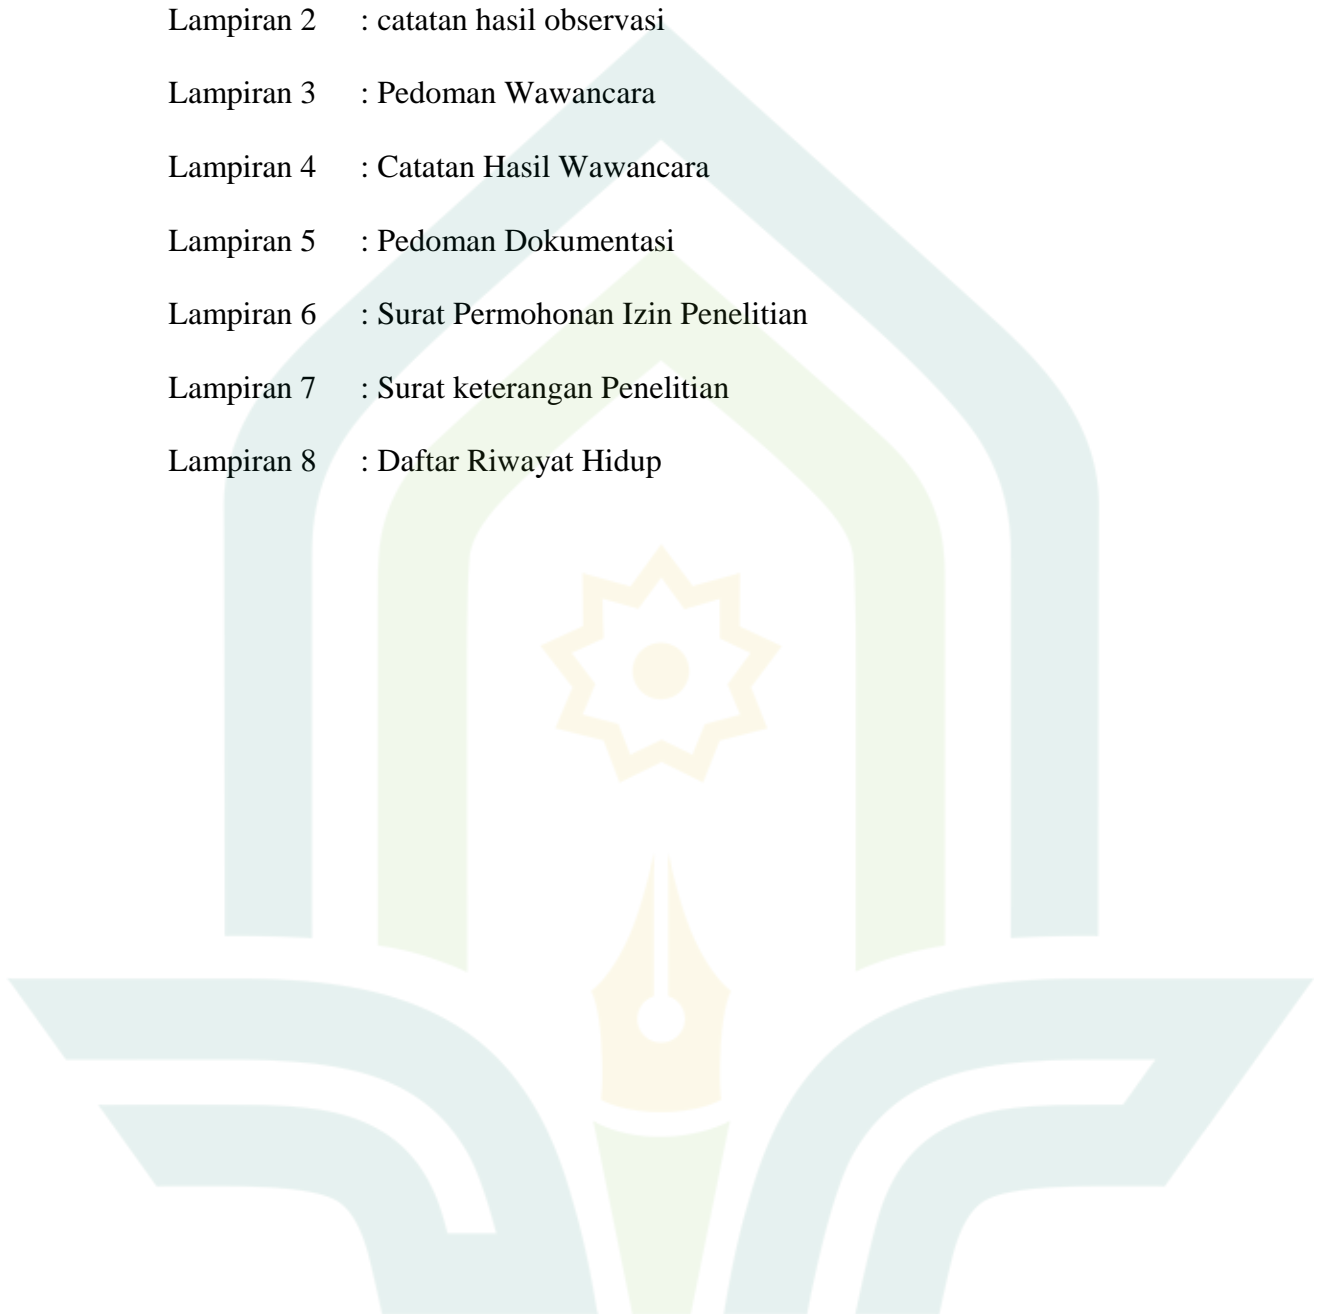 Lampiran 2 : catatan hasil observasi
Lampiran 3 : Pedoman Wawancara
Lampiran 4 : Catatan Hasil Wawancara
Lampiran 5 : Pedoman Dokumentasi
Lampiran 6 : Surat Permohonan Izin Penelitian
Lampiran 7 : Surat keterangan Penelitian
Lampiran 8 : Daftar Riwayat Hidup